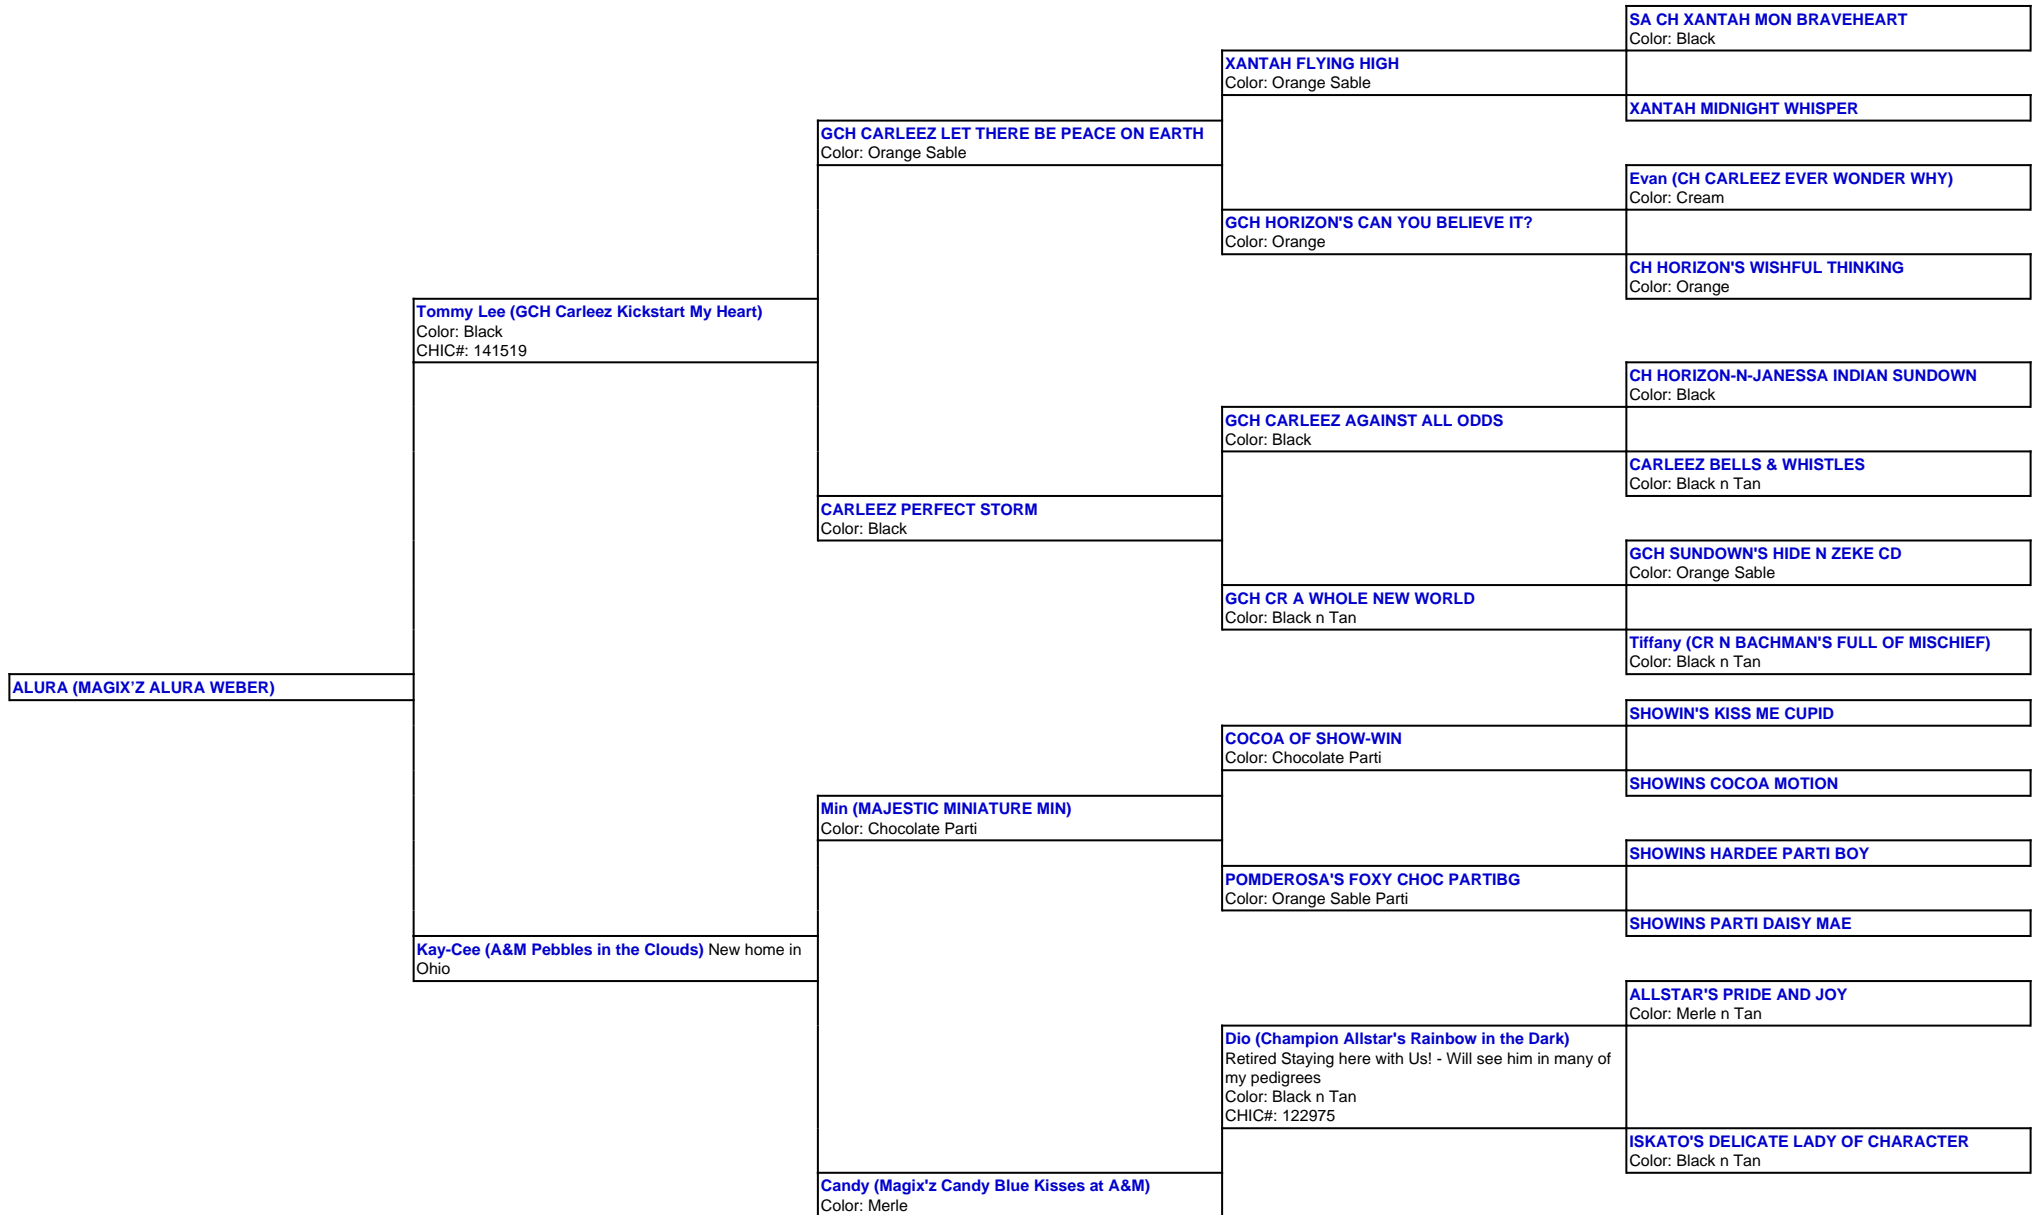 SA CH XANTAH MON BRAVEHEART
Color: Black
XANTAH FLYING HIGH
Color: Orange Sable
XANTAH MIDNIGHT WHISPER
GCH CARLEEZ LET THERE BE PEACE ON EARTH
Color: Orange Sable
Evan (CH CARLEEZ EVER WONDER WHY)
Color: Cream
GCH HORIZON'S CAN YOU BELIEVE IT?
Color: Orange
CH HORIZON'S WISHFUL THINKING
Color: Orange
Tommy Lee (GCH Carleez Kickstart My Heart)
Color: Black
CHIC#: 141519
CH HORIZON-N-JANESSA INDIAN SUNDOWN
Color: Black
GCH CARLEEZ AGAINST ALL ODDS
Color: Black
CARLEEZ BELLS & WHISTLES
Color: Black n Tan
CARLEEZ PERFECT STORM
Color: Black
GCH SUNDOWN'S HIDE N ZEKE CD
Color: Orange Sable
GCH CR A WHOLE NEW WORLD
Color: Black n Tan
Tiffany (CR N BACHMAN'S FULL OF MISCHIEF)
Color: Black n Tan
ALURA (MAGIX’Z ALURA WEBER)
SHOWIN'S KISS ME CUPID
COCOA OF SHOW-WIN
Color: Chocolate Parti
SHOWINS COCOA MOTION
Min (MAJESTIC MINIATURE MIN)
Color: Chocolate Parti
SHOWINS HARDEE PARTI BOY
POMDEROSA'S FOXY CHOC PARTIBG
Color: Orange Sable Parti
SHOWINS PARTI DAISY MAE
Kay-Cee (A&M Pebbles in the Clouds) New home in
Ohio
ALLSTAR'S PRIDE AND JOY
Color: Merle n Tan
Dio (Champion Allstar's Rainbow in the Dark)
Retired Staying here with Us! - Will see him in many of
my pedigrees
Color: Black n Tan
CHIC#: 122975
ISKATO'S DELICATE LADY OF CHARACTER
Color: Black n Tan
Candy (Magix'z Candy Blue Kisses at A&M)
Color: Merle